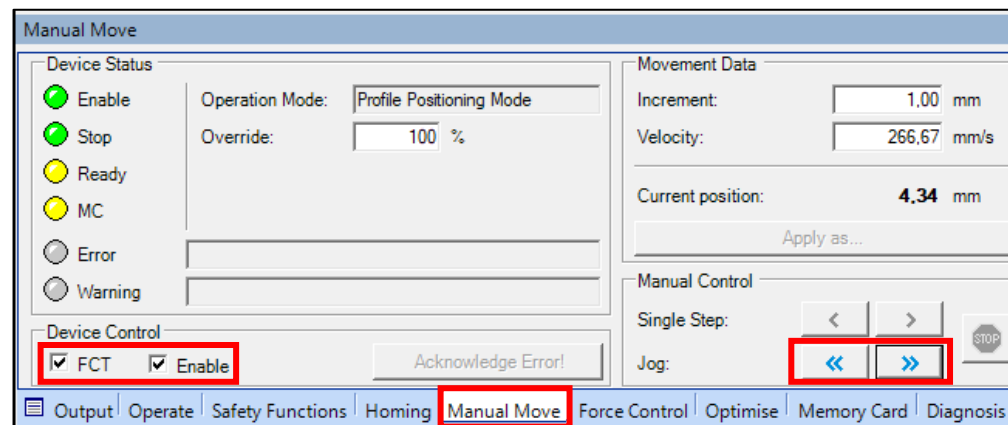 Manual Move
Device Status
Enable
Operation Mode: Profile Positioning Mode
Stop
Override: 100 %
Ready
MC
Error
Warning
Device Control
FCT Enable Acknowledge Error!
Movement Data
Increment: 1,00 mm
Velocity: 266,67 mm/s
Current position: 4,34 mm
Apply as...
Manual Control
Single Step: < >
STOP
Jog: « »
Output Operate Safety Functions Homing Manual Move Force Control Optimise Memory Card Diagnosis